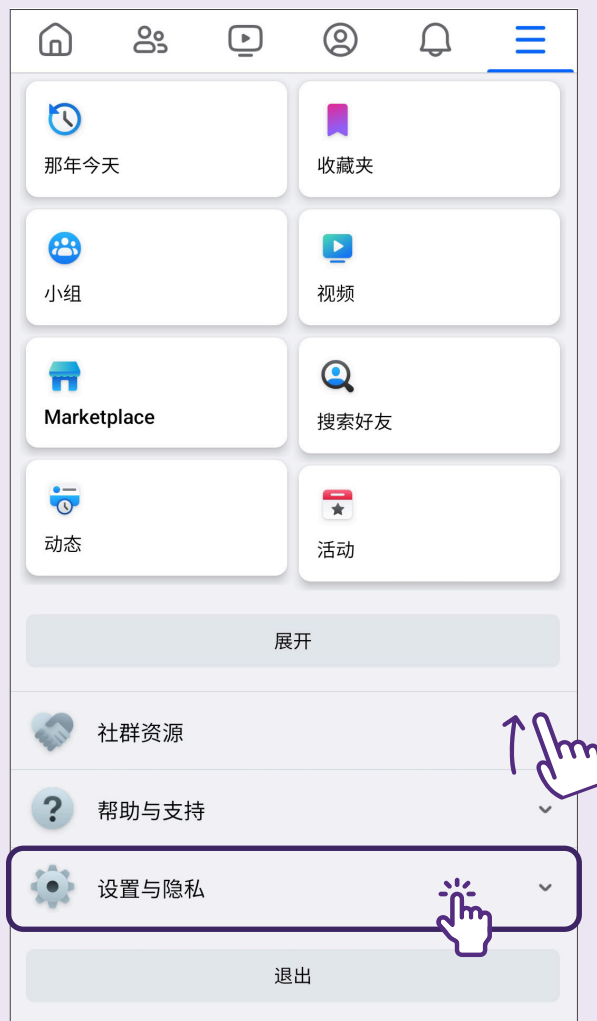 那年今天
收藏夹
小组
视频
Marketplace
搜索好友
动态
活动
展开
社群资源
帮助与支持
设置与隐私
退出